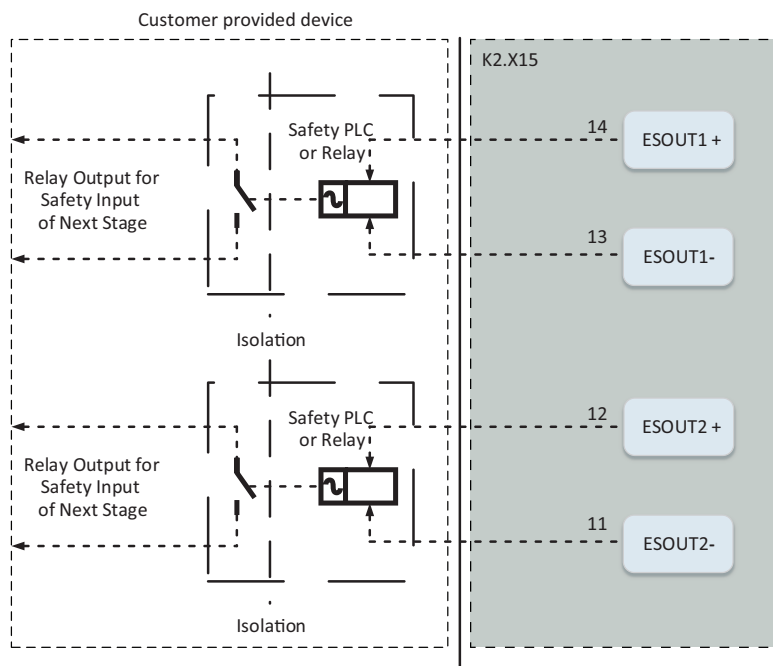 Customer provided device
K2.X15
Safety PLC
or Relay
14
ESOUT1 +
Relay Output for
Safety Input
of Next Stage
13
ESOUT1-
Isolation
Safety PLC
or Relay
12
ESOUT2 +
Relay Output for
Safety Input
of Next Stage
11
ESOUT2-
Isolation